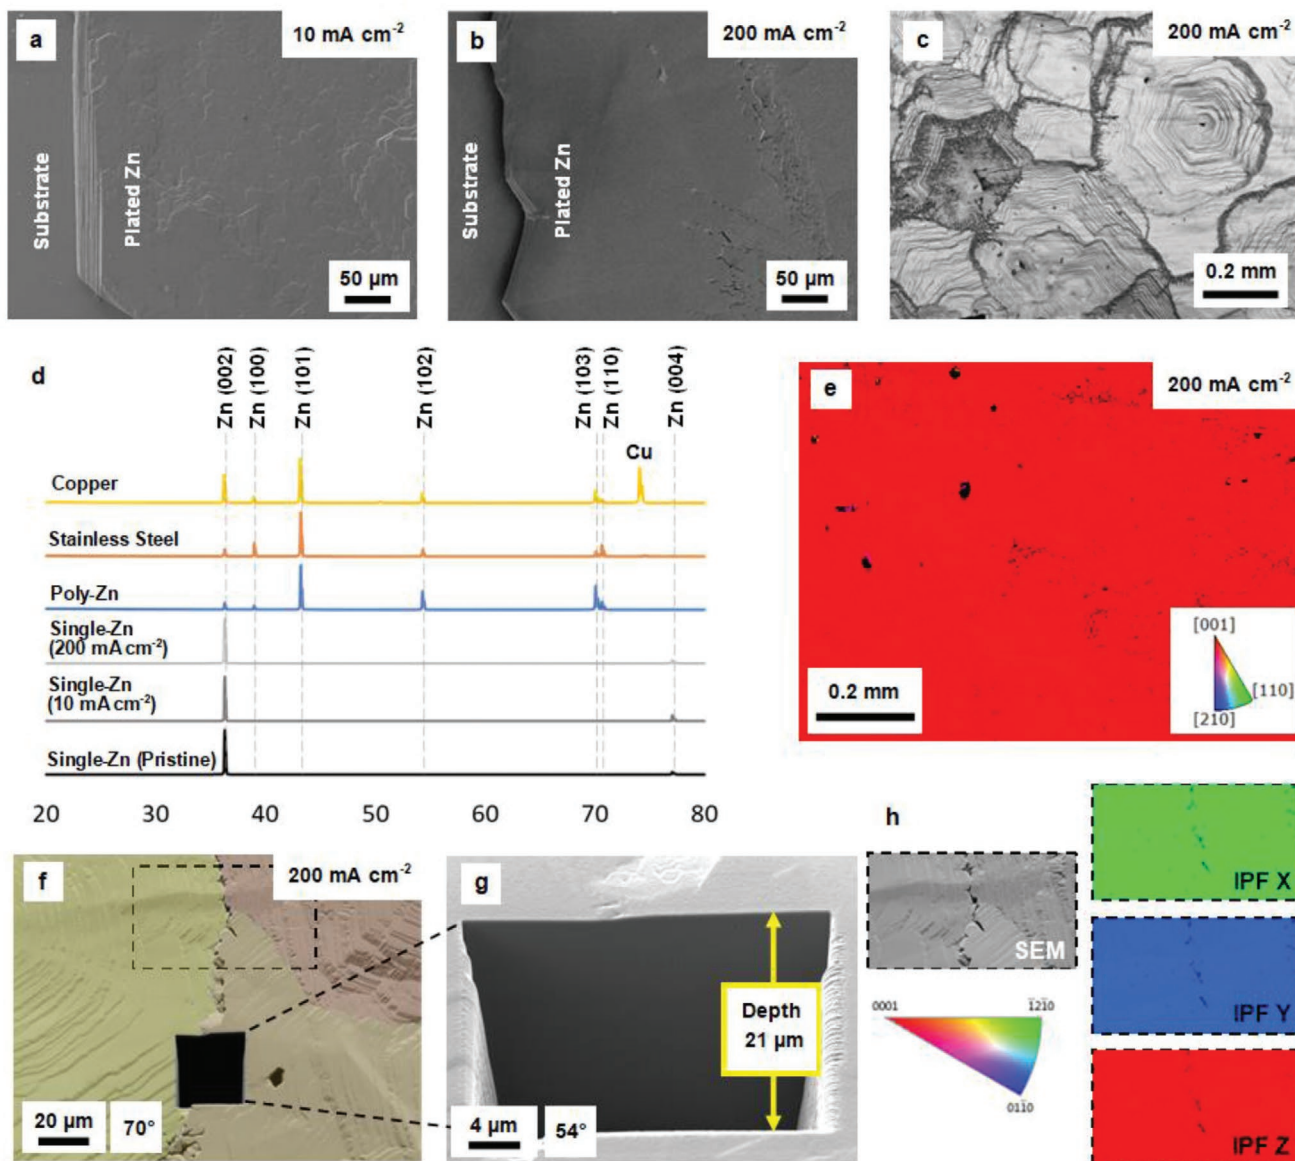 a
10 mA cm⁻²
Substrate
Plated Zn
50 µm
b
200 mA cm⁻²
Substrate
Plated Zn
50 µm
c
200 mA cm⁻²
0.2 mm
d
Zn (002)
Zn (100)
Zn (101)
Zn (102)
Zn (103)
Zn (110)
Zn (004)
Copper
Cu
Stainless Steel
Poly-Zn
Single-Zn
(200 mA cm⁻²)
Single-Zn
(10 mA cm⁻²)
Single-Zn (Pristine)
20 30 40 50 60 70 80
e
200 mA cm⁻²
0.2 mm
[001]
[110]
[210]
f
200 mA cm⁻²
20 µm
70°
g
Depth
21 µm
4 µm
54°
h
SEM
0001
1̅21̅0
011̅0
IPF X
IPF Y
IPF Z